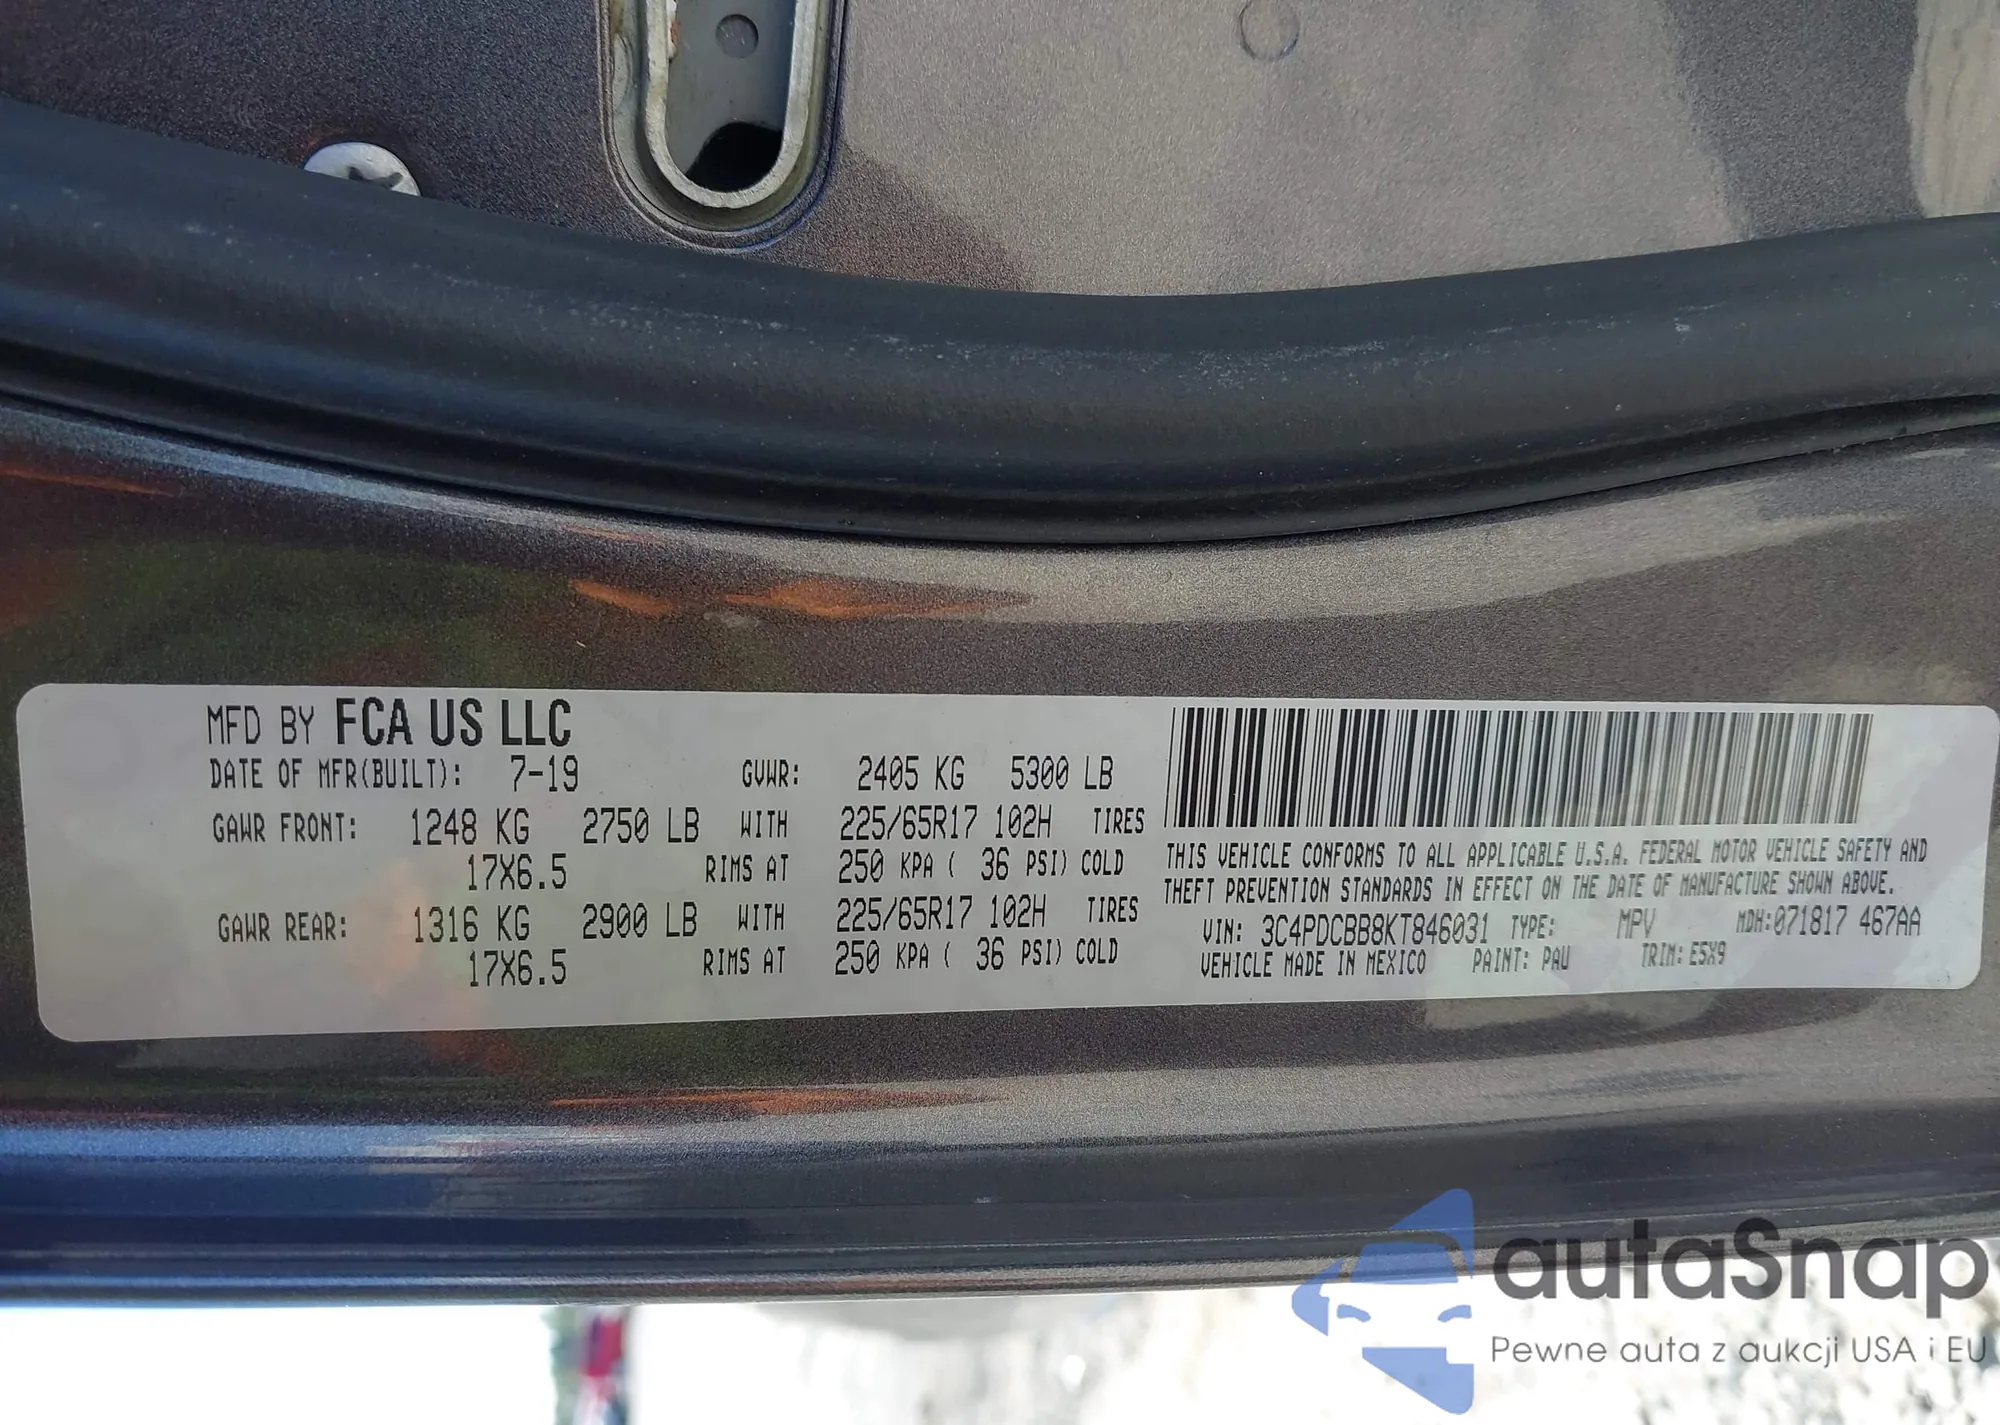 MFD BY FCA US LLC
DATE OF MFR(BUILT): 7-19 GVWR: 2405 KG 5300 LB
GAWR FRONT: 1248 KG 2750 LB WITH 225/65R17 102H TIRES
17X6.5 RIMS AT 250 KPA ( 36 PSI) COLD
GAWR REAR: 1316 KG 2900 LB WITH 225/65R17 102H TIRES
17X6.5 RIMS AT 250 KPA ( 36 PSI) COLD
THIS VEHICLE CONFORMS TO ALL APPLICABLE U.S.A. FEDERAL MOTOR VEHICLE SAFETY AND
THEFT PREVENTION STANDARDS IN EFFECT ON THE DATE OF MANUFACTURE SHOWN ABOVE.
VIN: 3C4PDCBB8KT846031 TYPE: MPV MDH:071817 467AA
VEHICLE MADE IN MEXICO PAINT: PAU TRIM: E5X9
autaSnap
Pewne auta z aukcji USA i EU